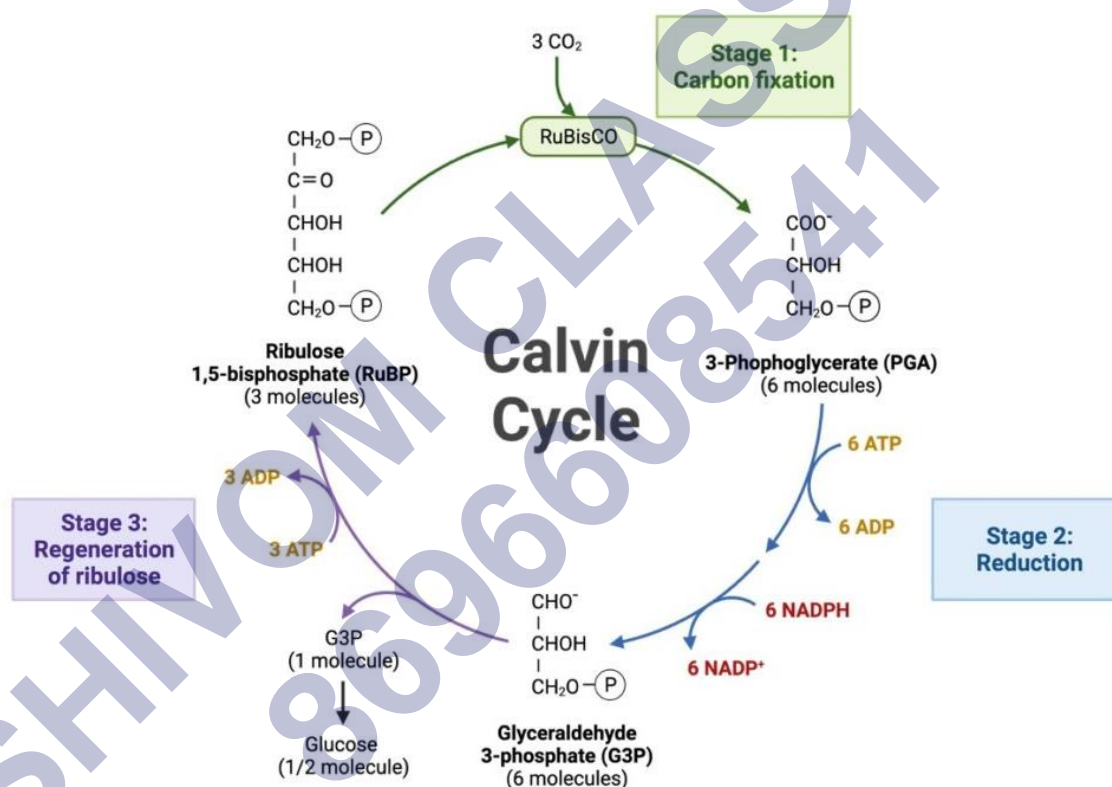 3 CO₂
Stage 1:
Carbon fixation
RuBisCO
CH₂O–P
C=O
CHOH
CHOH
CH₂O–P
Ribulose
1,5-bisphosphate (RuBP)
(3 molecules)
COO⁻
CHOH
CH₂O–P
3-Phophoglycerate (PGA)
(6 molecules)
Calvin
Cycle
6 ATP
6 ADP
Stage 2:
Reduction
6 NADPH
6 NADP⁺
CHO⁻
CHOH
CH₂O–P
Glyceraldehyde
3-phosphate (G3P)
(6 molecules)
3 ADP
3 ATP
Stage 3:
Regeneration
of ribulose
G3P
(1 molecule)
Glucose
(1/2 molecule)
SHIVOM CLASS
8696608541